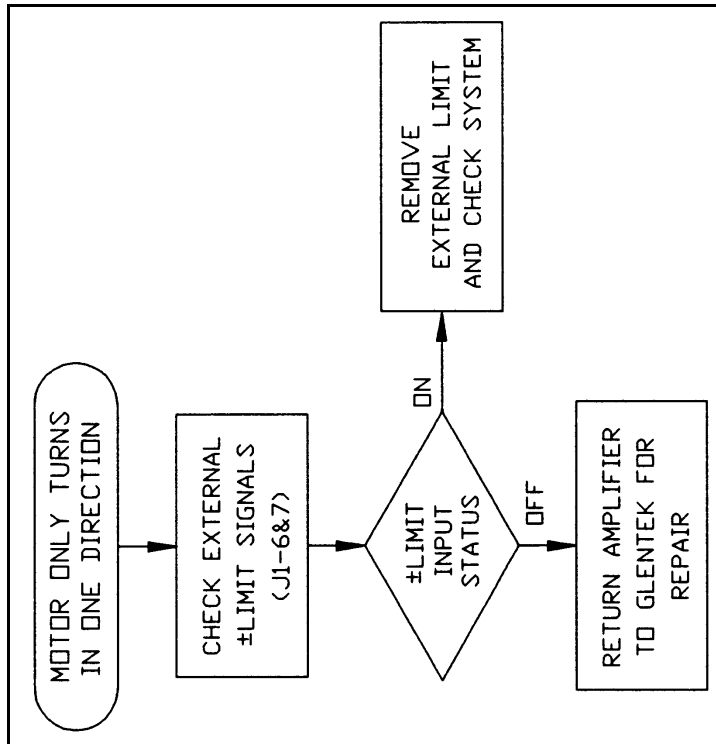 MOTOR ONLY TURNS
IN ONE DIRECTION
CHECK EXTERNAL
±LIMIT SIGNALS
(J1-6&7)
±LIMIT
INPUT
STATUS
ON
REMOVE
EXTERNAL LIMIT
AND CHECK SYSTEM
OFF
RETURN AMPLIFIER
TO GLENTEK FOR
REPAIR